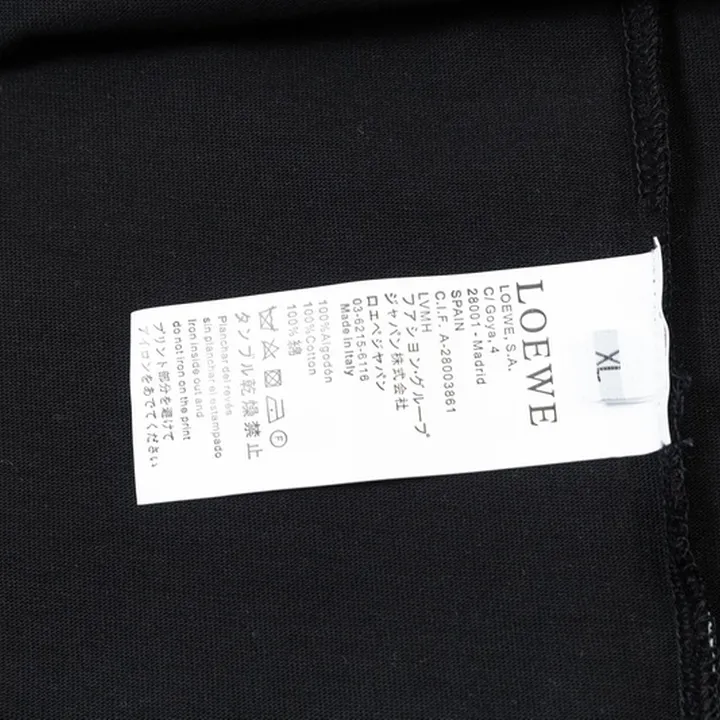 XL
LOEWE
LOEWE, S.A.
C/ Goya, 4
28001 - Madrid
SPAIN
C.I.F. A-28003861
LVMH
ファション・グループ
ジャパン株式会社
ロエベジャパン
03-6215-6116
Made in Italy
100%Algodón
100%Cotton
100%綿
F
タンブル乾燥禁止
Planchar del revés
sin planchar el estampado
Iron inside out and
do not iron on the print
プリント部分を避けて
アイロンをあててください